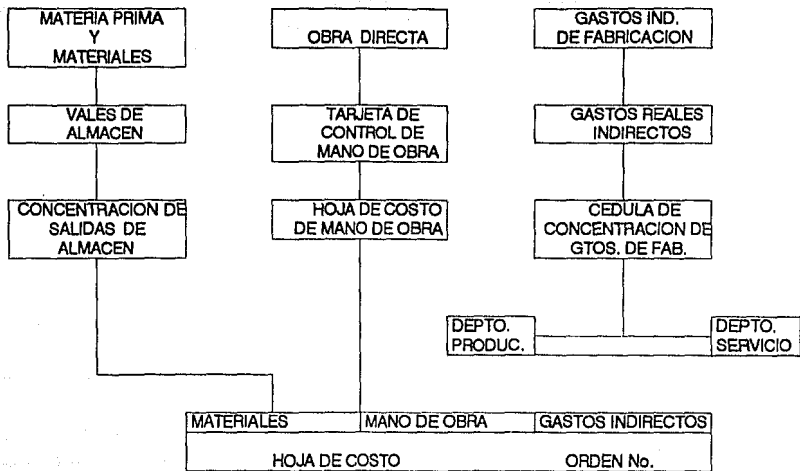 MATERIA PRIMA
Y
MATERIALES
OBRA DIRECTA
GASTOS IND.
DE FABRICACION
VALES DE
ALMACEN
TARJETA DE
CONTROL DE
MANO DE OBRA
GASTOS REALES
INDIRECTOS
CONCENTRACION DE
SALIDAS DE
ALMACEN
HOJA DE COSTO
DE MANO DE OBRA
CEDULA DE
CONCENTRACION DE
GTOS. DE FAB.
DEPTO.
PRODUC.
DEPTO.
SERVICIO
MATERIALES
MANO DE OBRA
GASTOS INDIRECTOS
HOJA DE COSTO
ORDEN No.